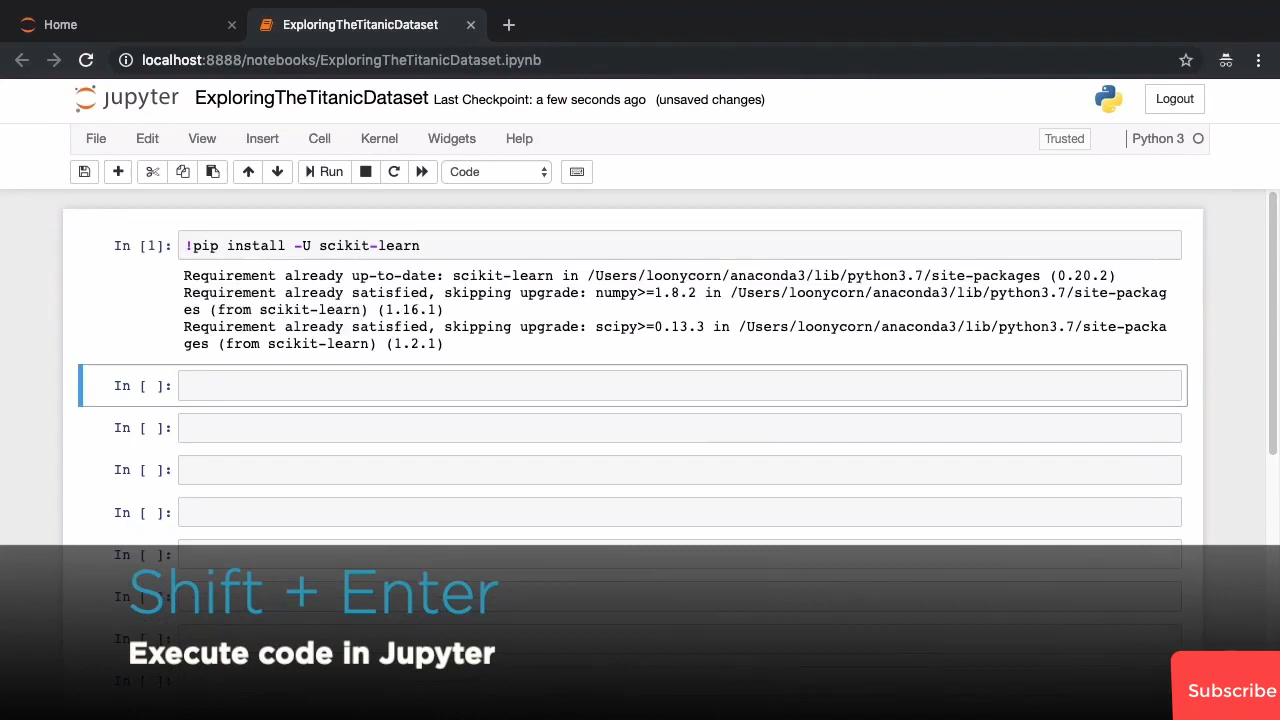 Home
ExploringTheTitanicDataset
localhost:8888/notebooks/ExploringTheTitanicDataset.ipynb
jupyter ExploringTheTitanicDataset Last Checkpoint: a few seconds ago (unsaved changes)
Logout
File Edit View Insert Cell Kernel Widgets Help
Trusted
Python 3
Run
Code
In [1]: !pip install -U scikit-learn
Requirement already up-to-date: scikit-learn in /Users/loonycorn/anaconda3/lib/python3.7/site-packages (0.20.2)
Requirement already satisfied, skipping upgrade: numpy>=1.8.2 in /Users/loonycorn/anaconda3/lib/python3.7/site-packag
es (from scikit-learn) (1.16.1)
Requirement already satisfied, skipping upgrade: scipy>=0.13.3 in /Users/loonycorn/anaconda3/lib/python3.7/site-packa
ges (from scikit-learn) (1.2.1)
In [ ]:
In [ ]:
In [ ]:
In [ ]:
In [ ]:
In [ ]:
In [ ]:
In [ ]:
Shift + Enter
Execute code in Jupyter
Subscribe